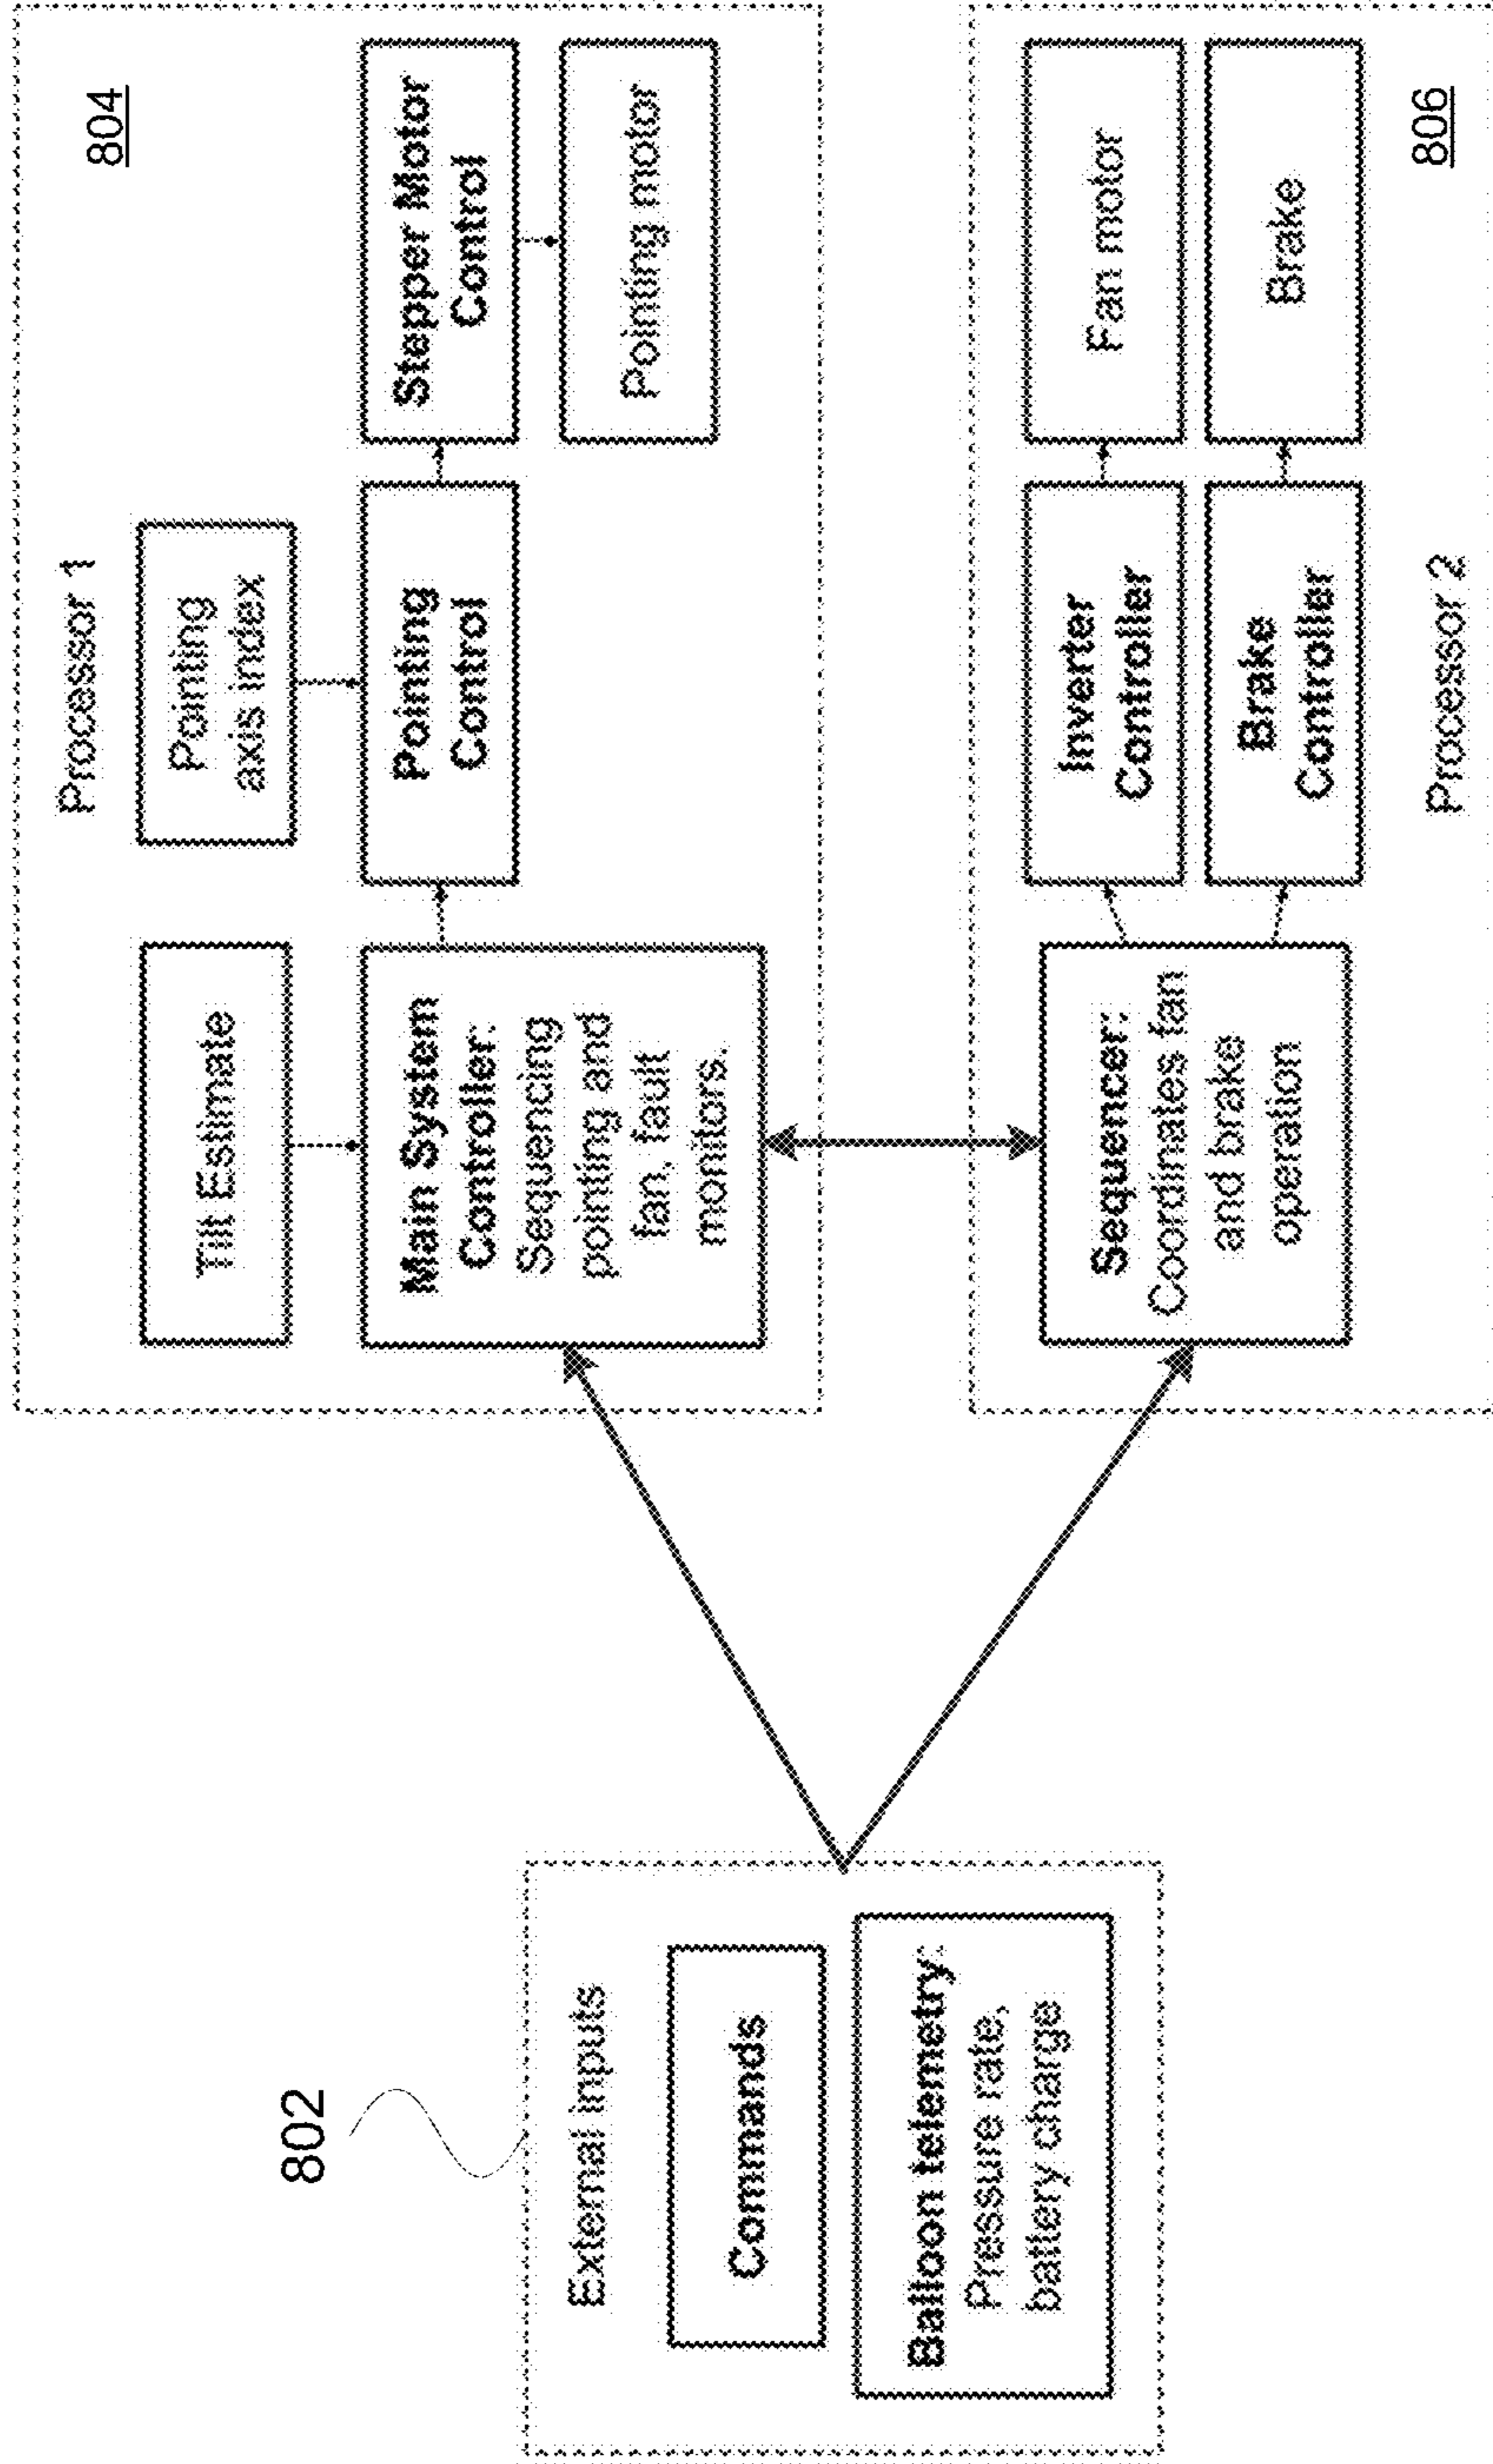 802
External inputs
Commands
Balloon telemetry:
Pressure rate,
battery charge
Processor 1
804
Tilt Estimate
Main System
Controller:
Sequencing
pointing and
fan, fault
monitors.
Pointing
axis index
Pointing
Control
Stepper Motor
Control
Pointing motor
Sequencer:
Coordinates fan
and brake
operation
Inverter
Controller
Fan motor
Brake
Controller
Brake
Processor 2
806